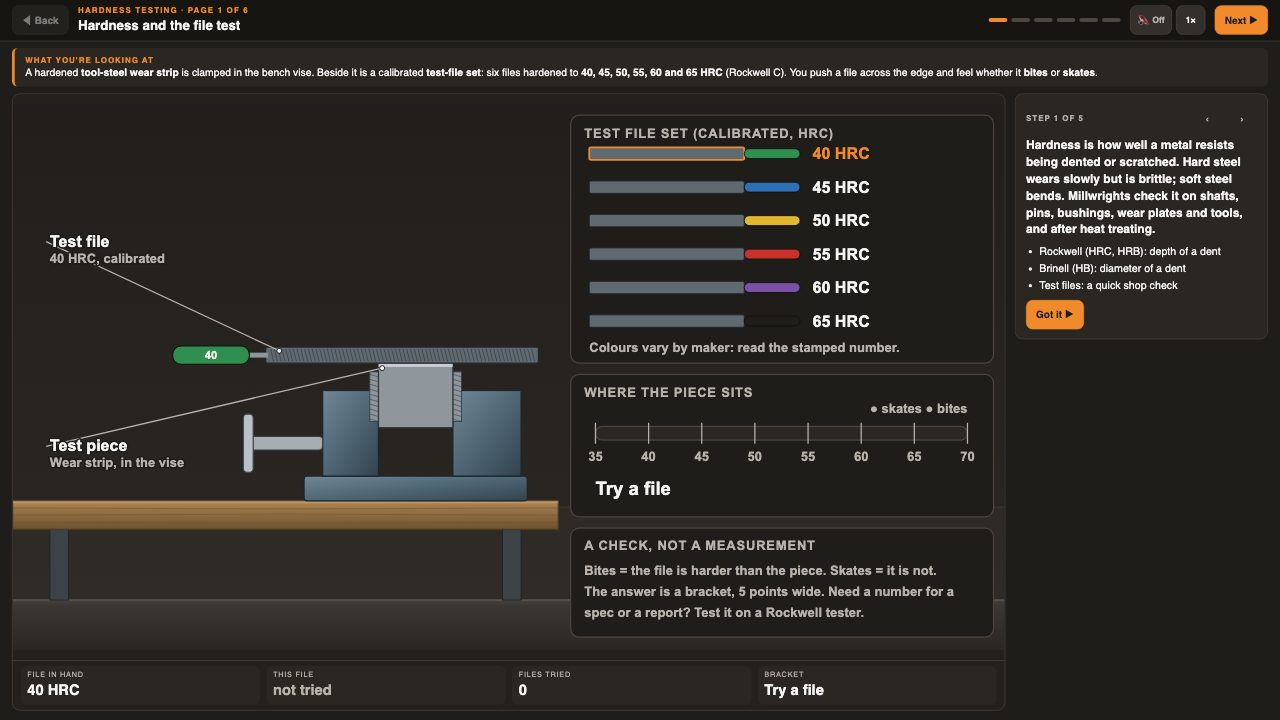 ◀ Back
HARDNESS TESTING · PAGE 1 OF 6
Hardness and the file test
Off
1x
Next ▶
WHAT YOU'RE LOOKING AT
A hardened tool-steel wear strip is clamped in the bench vise. Beside it is a calibrated test-file set: six files hardened to 40, 45, 50, 55, 60 and 65 HRC (Rockwell C). You push a file across the edge and feel whether it bites or skates.
Test file
40 HRC, calibrated
40
Test piece
Wear strip, in the vise
TEST FILE SET (CALIBRATED, HRC)
40 HRC
45 HRC
50 HRC
55 HRC
60 HRC
65 HRC
Colours vary by maker: read the stamped number.
WHERE THE PIECE SITS
● skates ● bites
35 40 45 50 55 60 65 70
Try a file
A CHECK, NOT A MEASUREMENT
Bites = the file is harder than the piece. Skates = it is not.
The answer is a bracket, 5 points wide. Need a number for a
spec or a report? Test it on a Rockwell tester.
FILE IN HAND
40 HRC
THIS FILE
not tried
FILES TRIED
0
BRACKET
Try a file
STEP 1 OF 5
‹ ›
Hardness is how well a metal resists
being dented or scratched. Hard steel
wears slowly but is brittle; soft steel
bends. Millwrights check it on shafts,
pins, bushings, wear plates and tools,
and after heat treating.
• Rockwell (HRC, HRB): depth of a dent
• Brinell (HB): diameter of a dent
• Test files: a quick shop check
Got it ▶